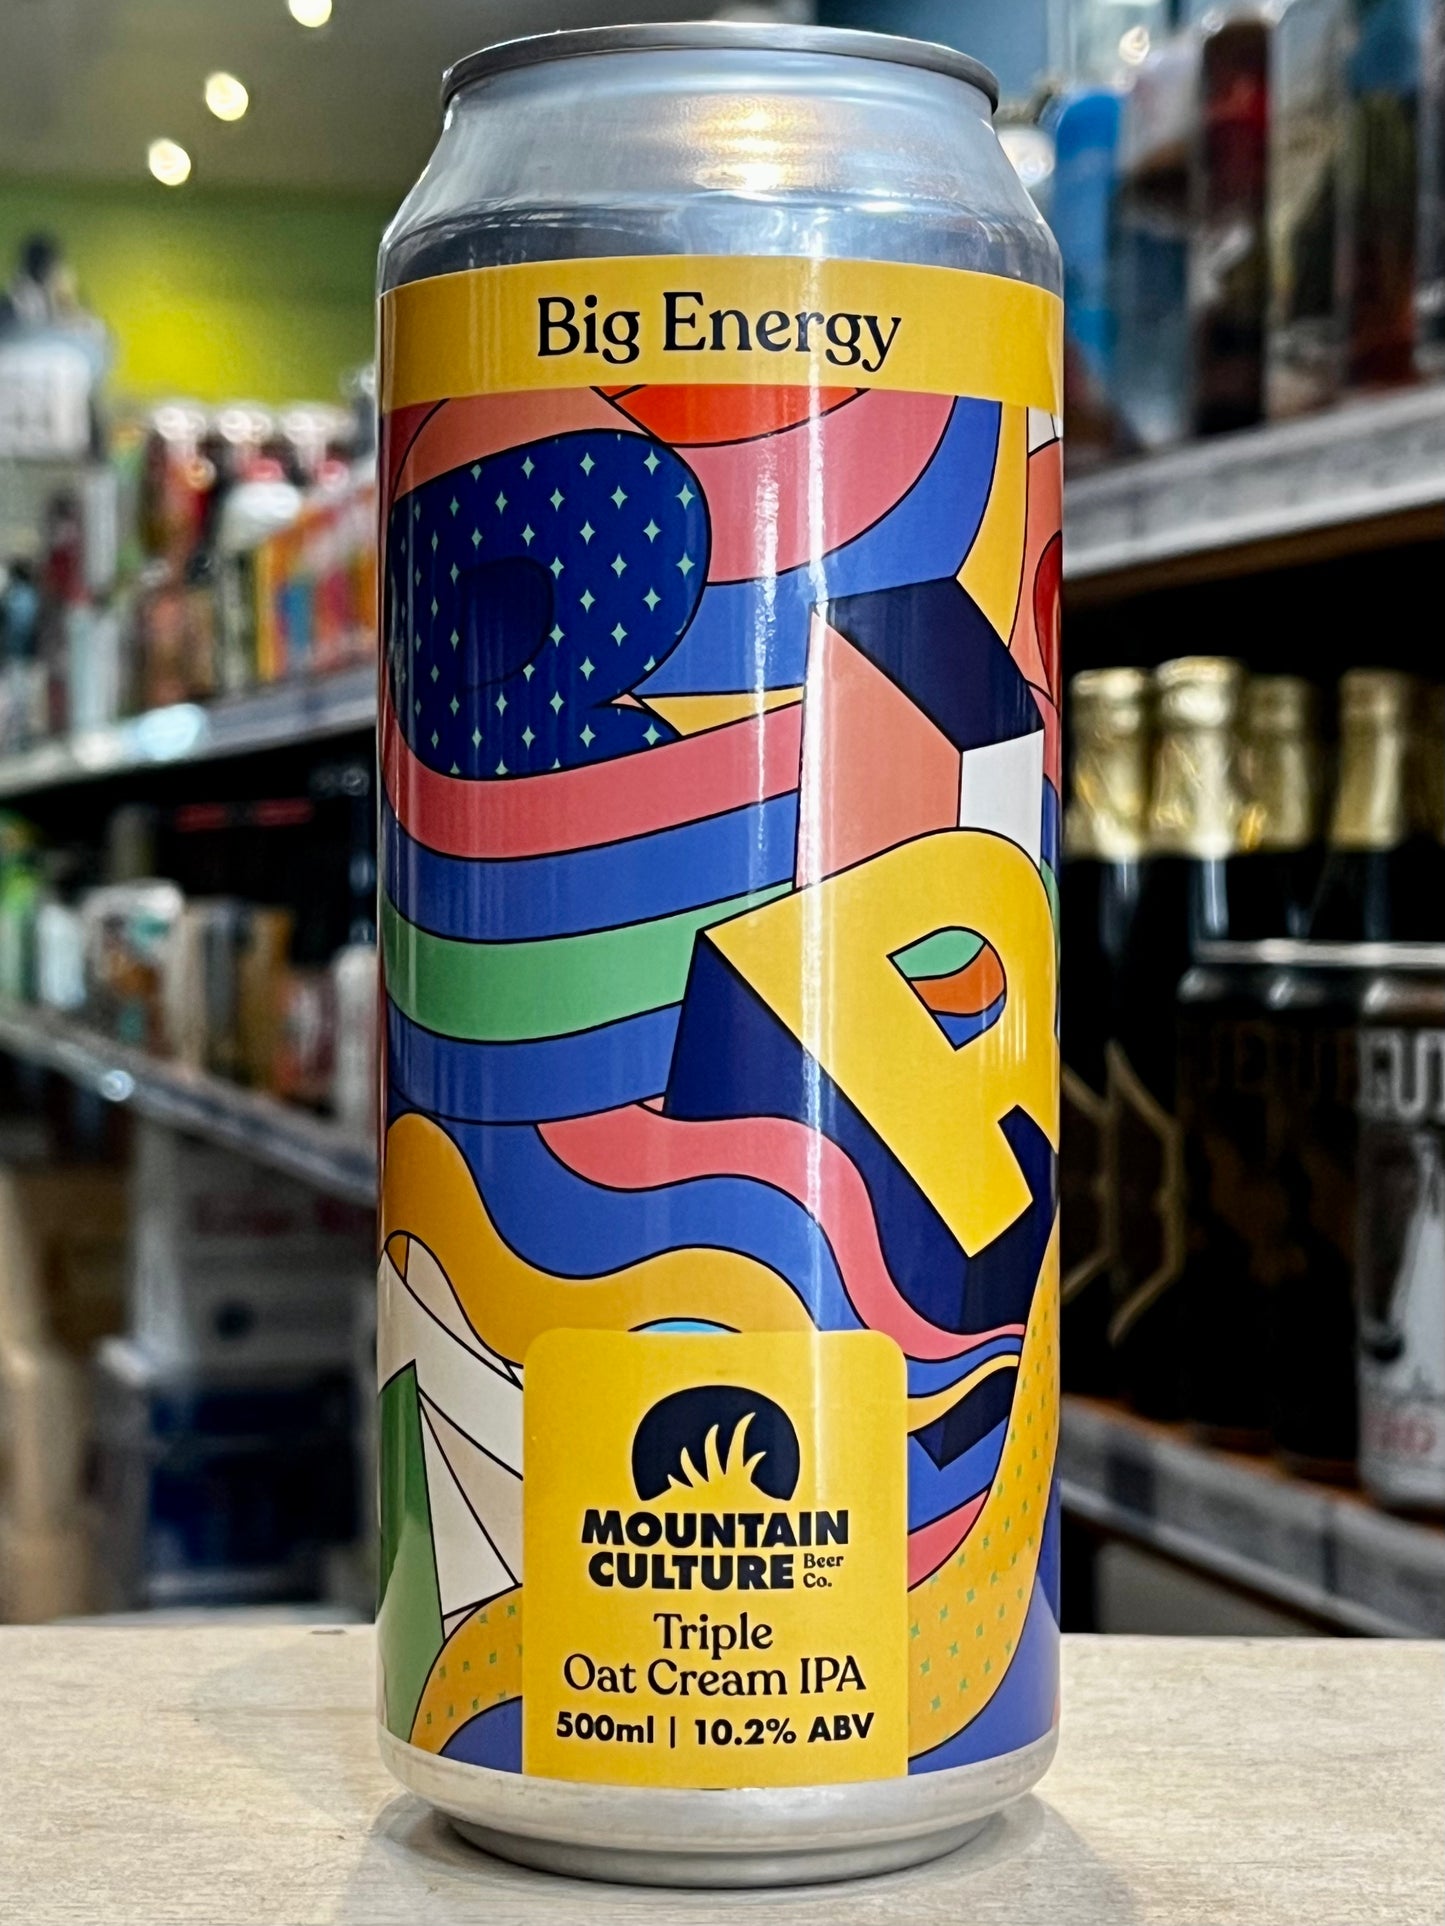 Big Energy
MOUNTAIN
CULTURE Beer Co.
Triple
Oat Cream IPA
500ml | 10.2% ABV